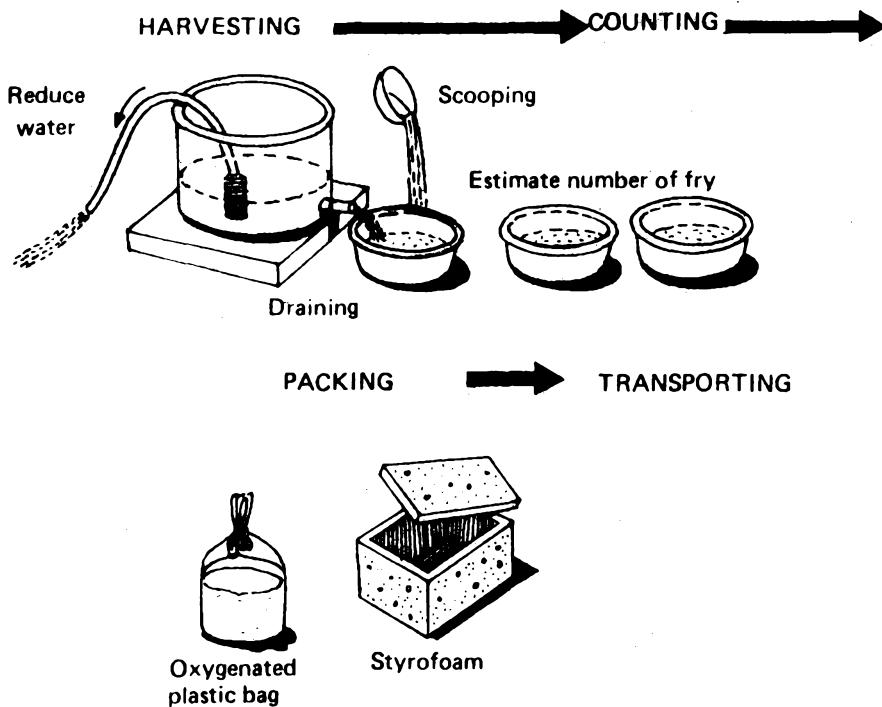 HARVESTING
COUNTING
Reduce
water
Scooping
Estimate number of fry
Draining
PACKING
TRANSPORTING
Oxygenated
plastic bag
Styrofoam